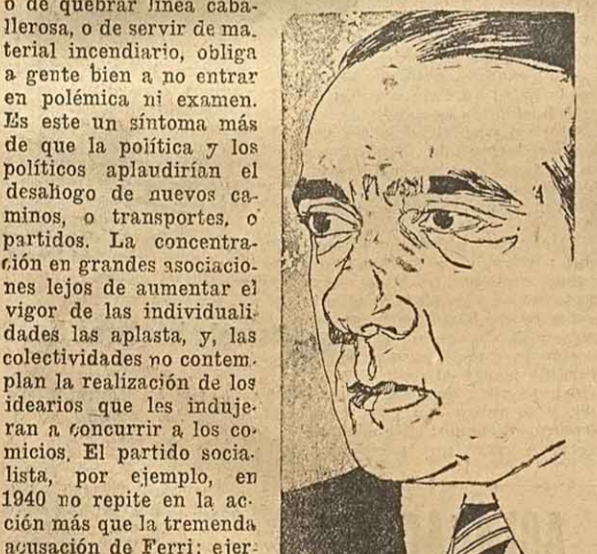 o de quebrar línea caba-
llerosa, o de servir de ma.
terial incendiario, obliga
a gente bien a no entrar
en polémica ni examen.
Es este un síntoma más
de que la política y los
políticos aplaudirían el
desahogo de nuevos ca-
minos, o transportes, o
partidos. La concentra-
ción en grandes asociacio-
nes lejos de aumentar el
vigor de las individuali-
dades las aplasta, y, las
colectividades no contem-
plan la realización de los
idearios que les induje-
ran a concurrir a los co-
micios. El partido socia-
lista, por ejemplo, en
1940 no repite en la ac-
ción más que la tremenda
acusación de Ferri: ejer-